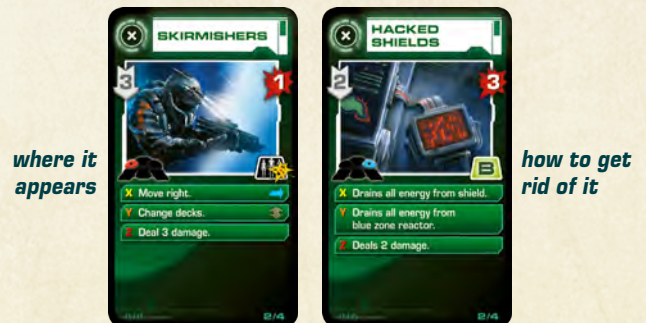 SKIRMISHERS
3
1
X Move right.
Y Change decks.
Z Deal 3 damage.
2/4
HACKED
SHIELDS
2
3
B
X Drains all energy from shield.
Y Drains all energy from
blue zone reactor.
Z Deals 2 damage.
2/4
where it
appears
how to get
rid of it